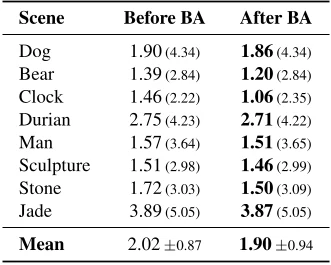 Scene Before BA After BA
Dog 1.90 (4.34) 1.86 (4.34)
Bear 1.39 (2.84) 1.20 (2.84)
Clock 1.46 (2.22) 1.06 (2.35)
Durian 2.75 (4.23) 2.71 (4.22)
Man 1.57 (3.64) 1.51 (3.65)
Sculpture 1.51 (2.98) 1.46 (2.99)
Stone 1.72 (3.03) 1.50 (3.09)
Jade 3.89 (5.05) 3.87 (5.05)
Mean 2.02 ±0.87 1.90 ±0.94